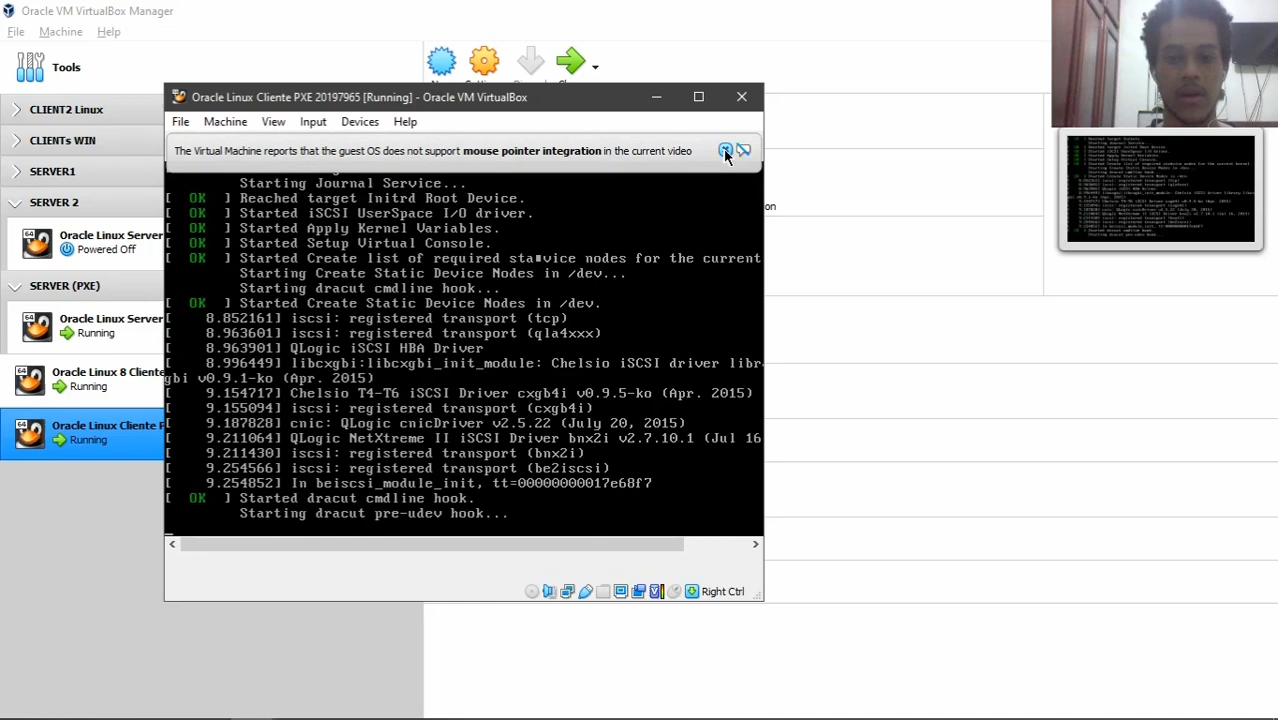 Oracle VM VirtualBox Manager
File Machine Help
Tools
CLIENT2 Linux
CLIENTs WIN
SERVER1
SERVER 2
Oracle Linux Server
Powered Off
SERVER (PXE)
Oracle Linux Server
Running
Oracle Linux 8 Cliente
Running
Oracle Linux Cliente P
Running
Oracle Linux Cliente PXE 20197965 [Running] - Oracle VM VirtualBox
File Machine View Input Devices Help
The Virtual Machine reports that the guest OS does not support mouse pointer integration in the current video
Starting Journal Service...
[ OK ] Reached target Initrd Root Device.
[ OK ] Started iSCSI UserSpace I/O driver.
[ OK ] Started Apply Kernel Variables.
[ OK ] Started Setup Virtual Console.
[ OK ] Started Create list of required sta■vice nodes for the current
Starting Create Static Device Nodes in /dev...
Starting dracut cmdline hook...
[ OK ] Started Create Static Device Nodes in /dev.
[ 8.852161] iscsi: registered transport (tcp)
[ 8.963601] iscsi: registered transport (qla4xxx)
[ 8.963901] QLogic iSCSI HBA Driver
[ 8.996449] libcxgbi:libcxgbi_init_module: Chelsio iSCSI driver libr
gbi v0.9.1-ko (Apr. 2015)
[ 9.154717] Chelsio T4-T6 iSCSI Driver cxgb4i v0.9.5-ko (Apr. 2015)
[ 9.155094] iscsi: registered transport (cxgb4i)
[ 9.187828] cnic: QLogic cnicDriver v2.5.22 (July 20, 2015)
[ 9.211064] QLogic NetXtreme II iSCSI Driver bnx2i v2.7.10.1 (Jul 16
[ 9.211430] iscsi: registered transport (bnx2i)
[ 9.254566] iscsi: registered transport (be2iscsi)
[ 9.254852] In beiscsi_module_init, tt=00000000017e68f7
[ OK ] Started dracut cmdline hook.
Starting dracut pre-udev hook...
Right Ctrl